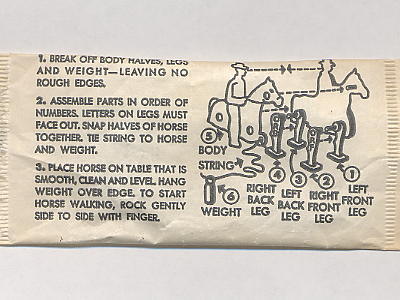 1. BREAK OFF BODY HALVES, LEGS
AND WEIGHT—LEAVING NO
ROUGH EDGES.
2. ASSEMBLE PARTS IN ORDER OF
NUMBERS. LETTERS ON LEGS MUST
FACE OUT. SNAP HALVES OF HORSE
TOGETHER. TIE STRING TO HORSE
AND WEIGHT.
3. PLACE HORSE ON TABLE THAT IS
SMOOTH, CLEAN AND LEVEL. HANG
WEIGHT OVER EDGE. TO START
HORSE WALKING, ROCK GENTLY
SIDE TO SIDE WITH FINGER.
5
BODY
STRING
6
WEIGHT
4
RIGHT
BACK
LEG
3
LEFT
BACK
LEG
2
RIGHT
FRONT
LEG
1
LEFT
FRONT
LEG